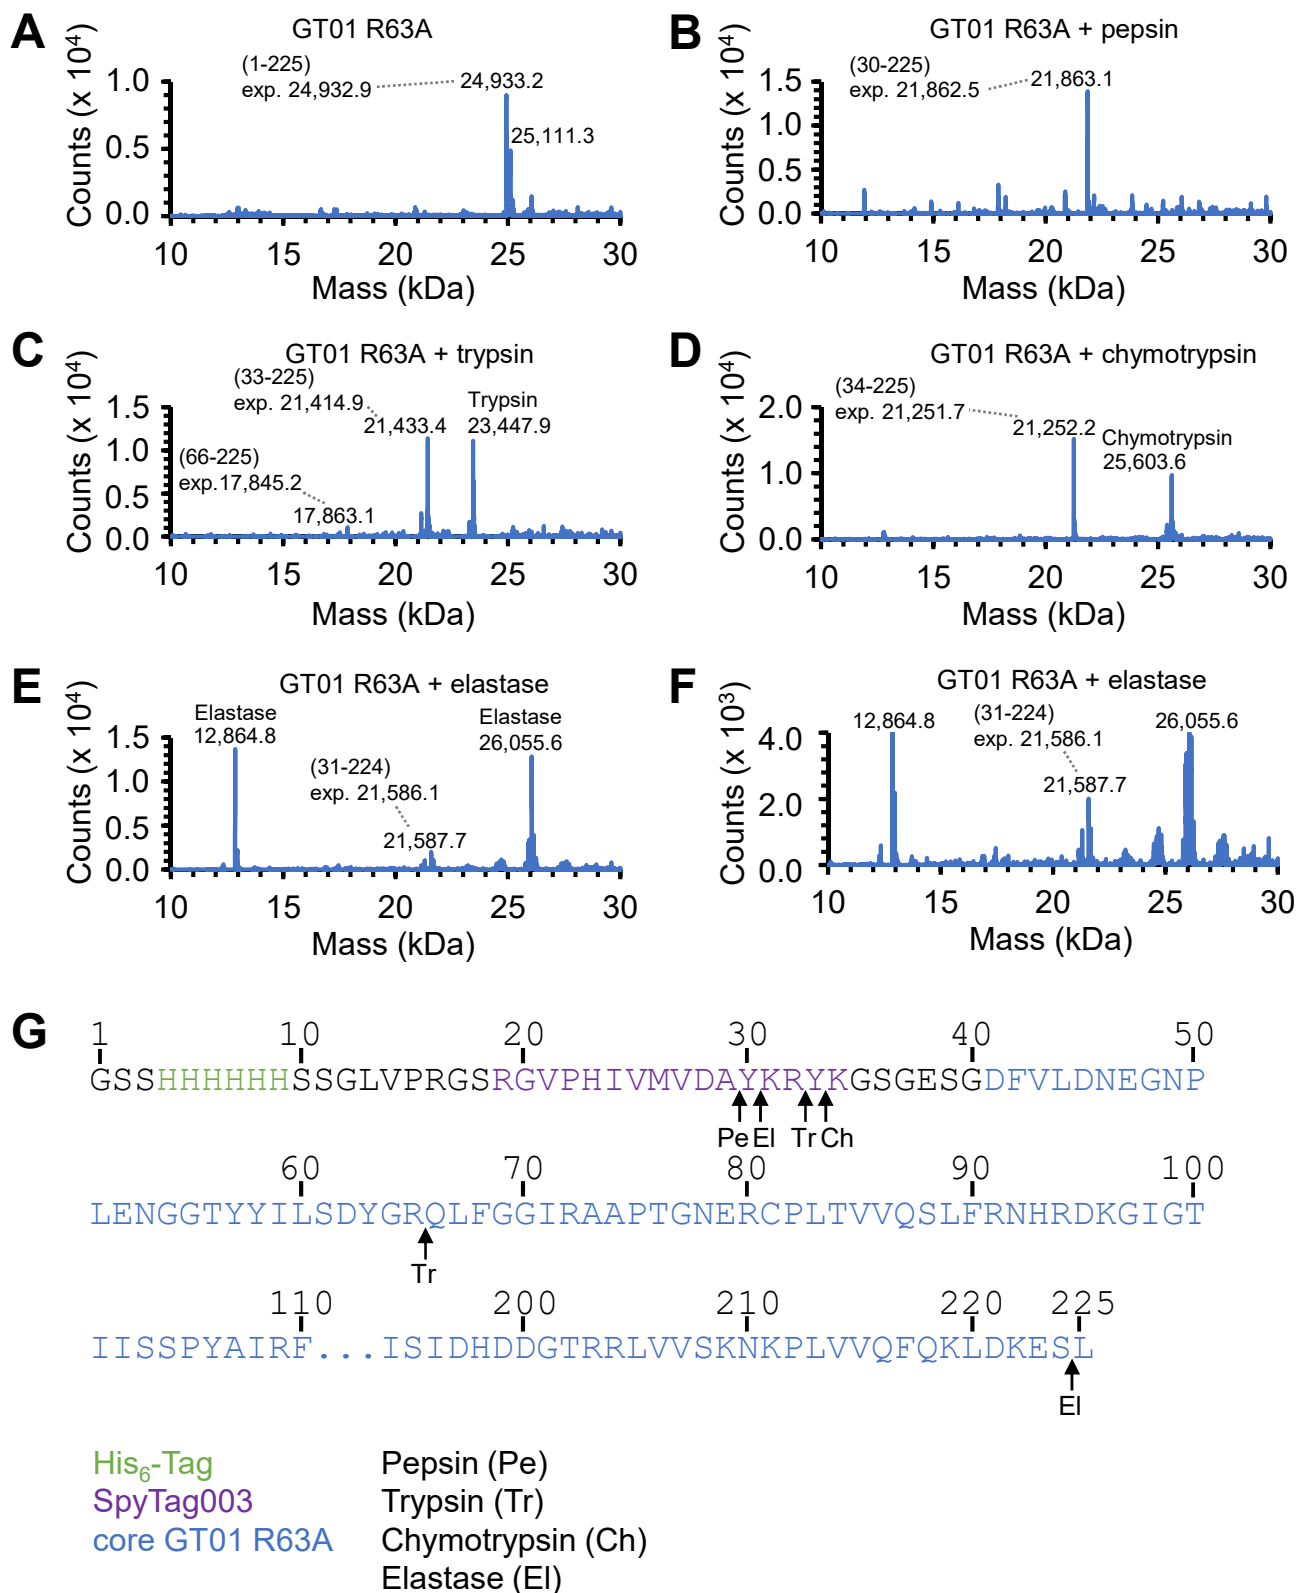 A
GT01 R63A
Counts (x 10⁴)
(1-225)
exp. 24,932.9
24,933.2
25,111.3
1.0
0.5
0.0
10 15 20 25 30
Mass (kDa)
B
GT01 R63A + pepsin
Counts (x 10⁴)
(30-225)
exp. 21,862.5
21,863.1
1.5
1.0
0.5
0.0
10 15 20 25 30
Mass (kDa)
C
GT01 R63A + trypsin
Counts (x 10⁴)
(33-225)
exp. 21,414.9
21,433.4
Trypsin
23,447.9
(66-225)
exp.17,845.2
17,863.1
1.5
1.0
0.5
0.0
10 15 20 25 30
Mass (kDa)
D
GT01 R63A + chymotrypsin
Counts (x 10⁴)
(34-225)
exp. 21,251.7
21,252.2
Chymotrypsin
25,603.6
2.0
1.0
0.0
10 15 20 25 30
Mass (kDa)
E
GT01 R63A + elastase
Counts (x 10⁴)
Elastase
12,864.8
(31-224)
exp. 21,586.1
21,587.7
Elastase
26,055.6
1.5
1.0
0.5
0.0
10 15 20 25 30
Mass (kDa)
F
GT01 R63A + elastase
Counts (x 10³)
12,864.8
(31-224)
exp. 21,586.1
21,587.7
26,055.6
4.0
2.0
0.0
10 15 20 25 30
Mass (kDa)
G
1 10 20 30 40 50
GSSHHHHHHSSGLVPRGSRGVPHIVMVDAYKRYKGSGESGDFVLDNEGNP
Pe El Tr Ch
60 70 80 90 100
LENGGTYYILSDYGRQLFGGIRAAPTGNERCPLTVVQSLFRNHRDKGIGT
Tr
110 200 210 220 225
IISSPYAIRF...ISIDHDDGTRRLVVSKNKPLVVQFQKLDKESL
El
His₆-Tag
SpyTag003
core GT01 R63A
Pepsin (Pe)
Trypsin (Tr)
Chymotrypsin (Ch)
Elastase (El)